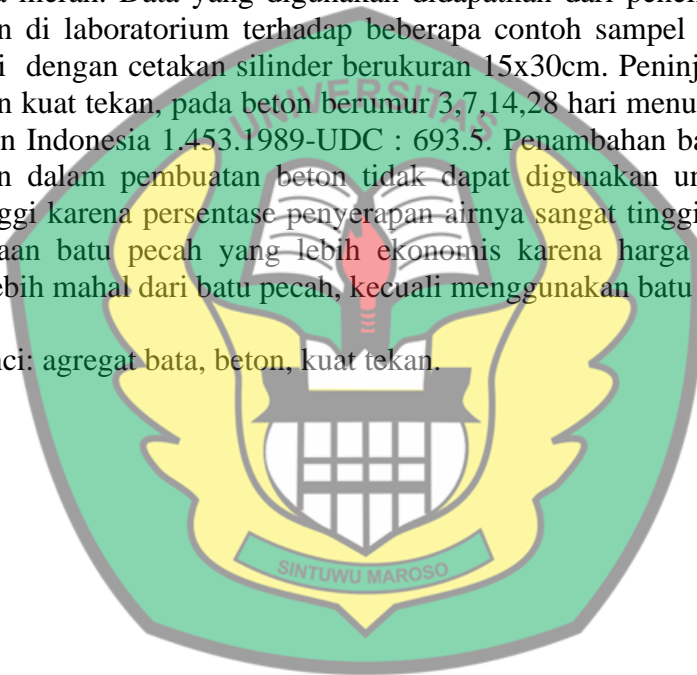 a merah. Data yang digunakan didapatkan dari penen
n di laboratorium terhadap beberapa contoh sampel
i dengan cetakan silinder berukuran 15x30cm. Peninj
n kuat tekan, pada beton berumur 3,7,14,28 hari menu
n Indonesia 1.453.1989-UDC : 693.5. Penambahan ba
n dalam pembuatan beton tidak dapat digunakan un
ggi karena persentase penyerapan airnya sangat tinggi
aan batu pecah yang lebih ekonomis karena harga
ebih mahal dari batu pecah, kecuali menggunakan batu
nci: agregat bata, beton, kuat tekan.
UNIVERSITAS
SINTUWU MAROSO